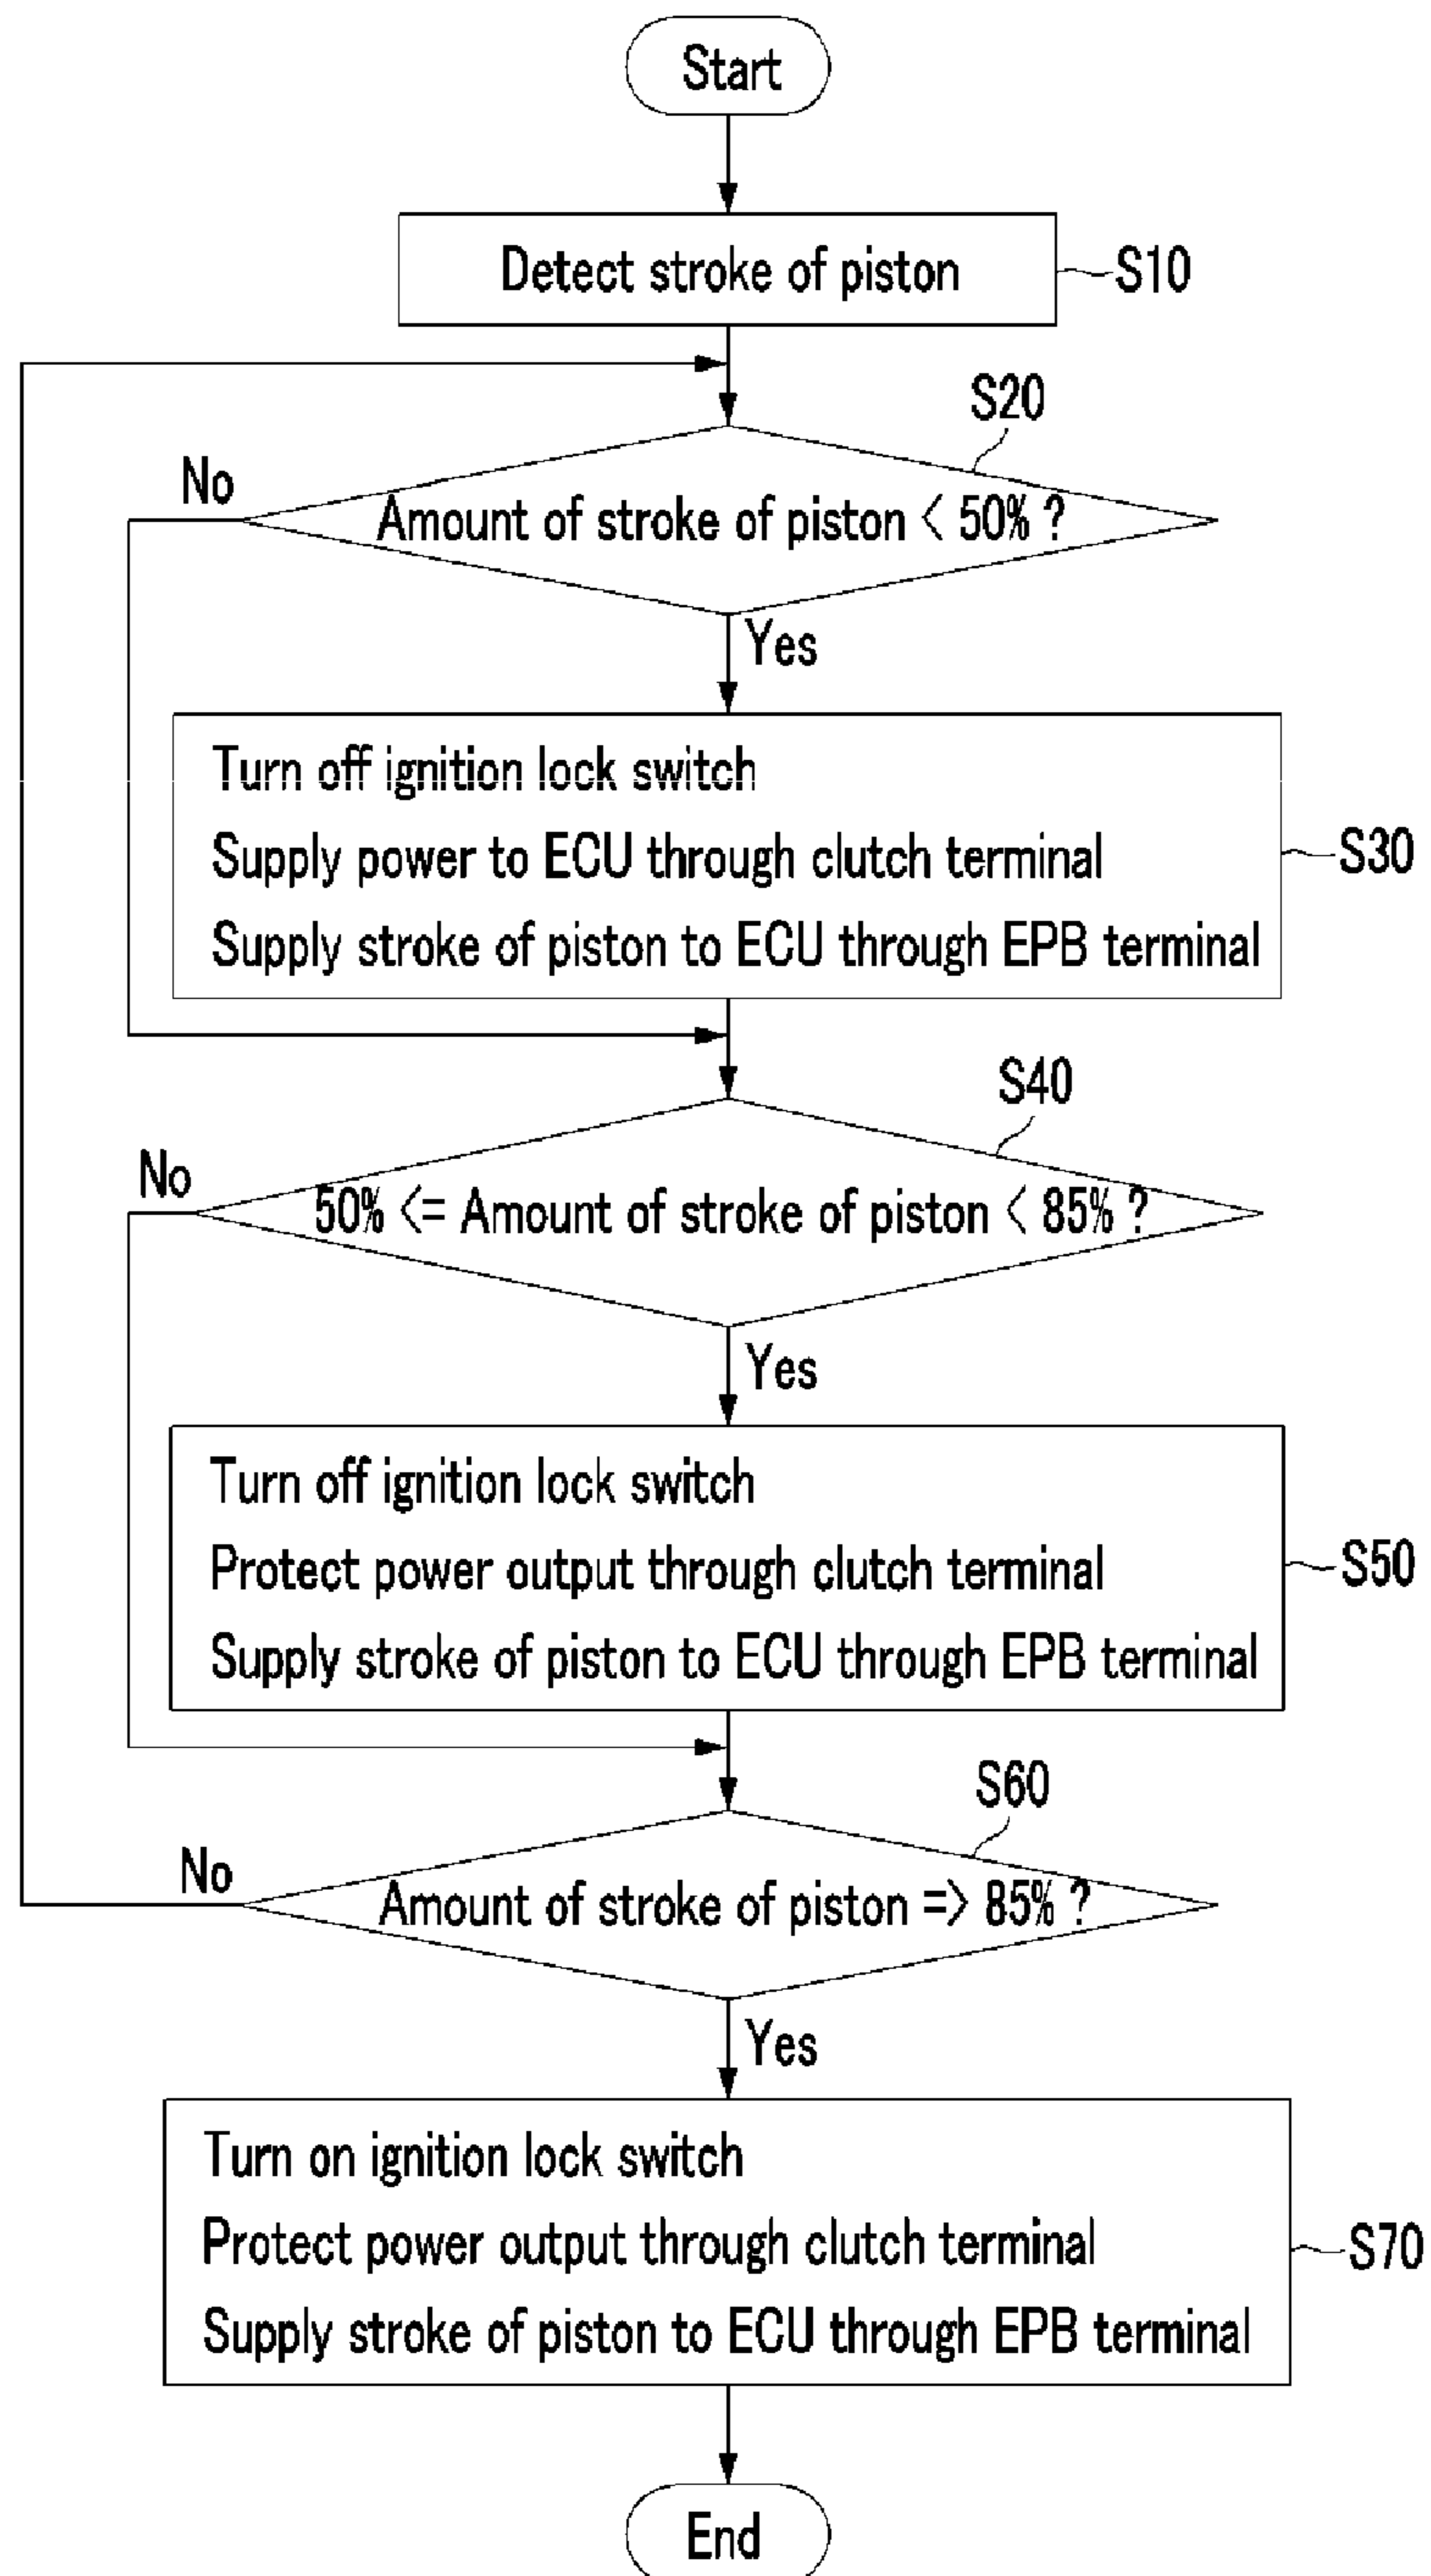 Start
Detect stroke of piston
S10
S20
No
Amount of stroke of piston < 50% ?
Yes
Turn off ignition lock switch
Supply power to ECU through clutch terminal
Supply stroke of piston to ECU through EPB terminal
S30
S40
No
50% <= Amount of stroke of piston < 85% ?
Yes
Turn off ignition lock switch
Protect power output through clutch terminal
Supply stroke of piston to ECU through EPB terminal
S50
S60
No
Amount of stroke of piston => 85% ?
Yes
Turn on ignition lock switch
Protect power output through clutch terminal
Supply stroke of piston to ECU through EPB terminal
S70
End